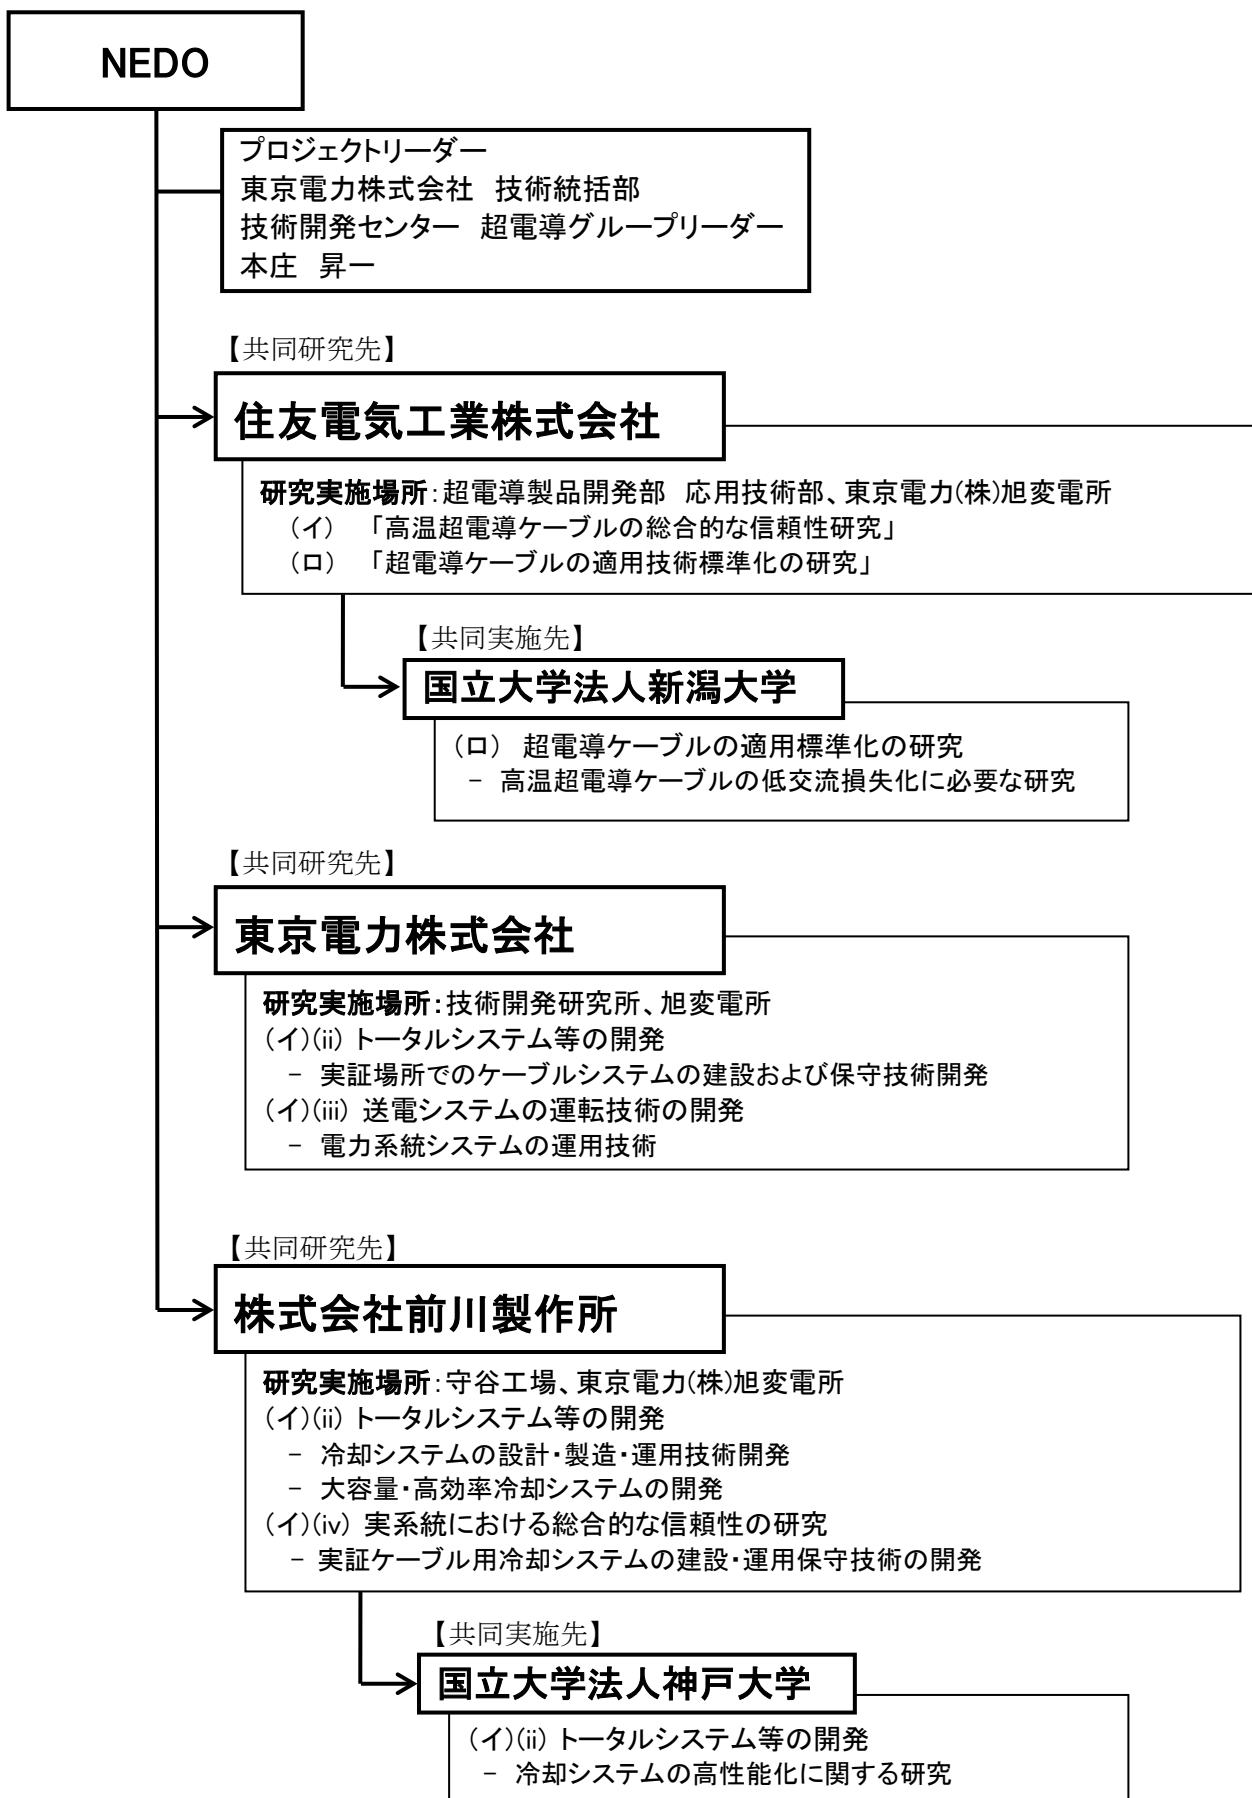 NEDO
プロジェクトリーダー
東京電力株式会社　技術統括部
技術開発センター　超電導グループリーダー
本庄　昇一
【共同研究先】
住友電気工業株式会社
研究実施場所：超電導製品開発部　応用技術部、東京電力(株)旭変電所
（イ）　「高温超電導ケーブルの総合的な信頼性研究」
（ロ）　「超電導ケーブルの適用技術標準化の研究」
【共同実施先】
国立大学法人新潟大学
（ロ） 超電導ケーブルの適用標準化の研究
－ 高温超電導ケーブルの低交流損失化に必要な研究
【共同研究先】
東京電力株式会社
研究実施場所：技術開発研究所、旭変電所
（イ）(ii) トータルシステム等の開発
－ 実証場所でのケーブルシステムの建設および保守技術開発
（イ）(iii) 送電システムの運転技術の開発
－ 電力系統システムの運用技術
【共同研究先】
株式会社前川製作所
研究実施場所：守谷工場、東京電力(株)旭変電所
（イ）(ii) トータルシステム等の開発
－ 冷却システムの設計・製造・運用技術開発
－ 大容量・高効率冷却システムの開発
（イ）(iv) 実系統における総合的な信頼性の研究
－ 実証ケーブル用冷却システムの建設・運用保守技術の開発
【共同実施先】
国立大学法人神戸大学
（イ）(ii) トータルシステム等の開発
－ 冷却システムの高性能化に関する研究